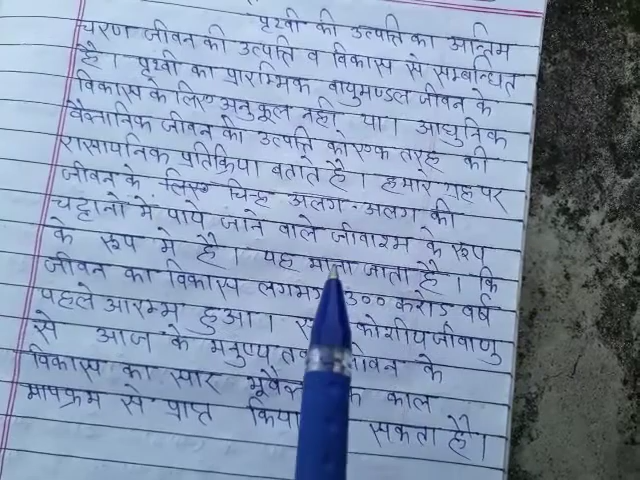 पृथ्वी की उत्पत्ति का अन्तिम
चरण जीवन की उत्पत्ति व विकास से सम्बन्धित
है। पृथ्वी का प्रारम्भिक वायुमण्डल जीवन के
विकास के लिए अनुकूल नहीं था। आधुनिक
वैज्ञानिक जीवन की उत्पत्ति को एक तरह की
रासायनिक प्रतिक्रिया बताते है। हमारे ग्रह पर
जीवन के लिए चिन्ह अलग-अलग की
चट्टानो में पाये जाने वाले जीवाश्म के रूप
के रूप में है। यह माना जाता है। कि
जीवन का विकास लगभग ३०० करोड वर्ष
पहले आरम्भ हुआ। कोशीय जीवाणु
से आज के मनुष्य तक जीवन के
विकास का सार काल
मापक्रम से प्राप्त किया सकता है।